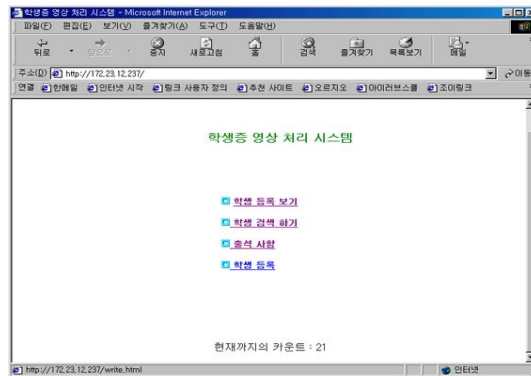 학생증 영상 처리 시스템 - Microsoft Internet Explorer
파일(F) 편집(E) 보기(V) 즐겨찾기(A) 도구(T) 도움말(H)
뒤로 앞으로 중지 새로고침 홈 검색 즐겨찾기 목록보기 메일
주소(D) http://172.23.12.237/ 이동
연결 한메일 인터넷 시작 링크 사용자 정의 추천 사이트 오르지오 아이러브스쿨 조이링크
학생증 영상 처리 시스템
학생 등록 보기
학생 검색 하기
출석 사항
학생 등록
현재까지의 카운트 : 21
http://172.23.12.237/write.html 인터넷